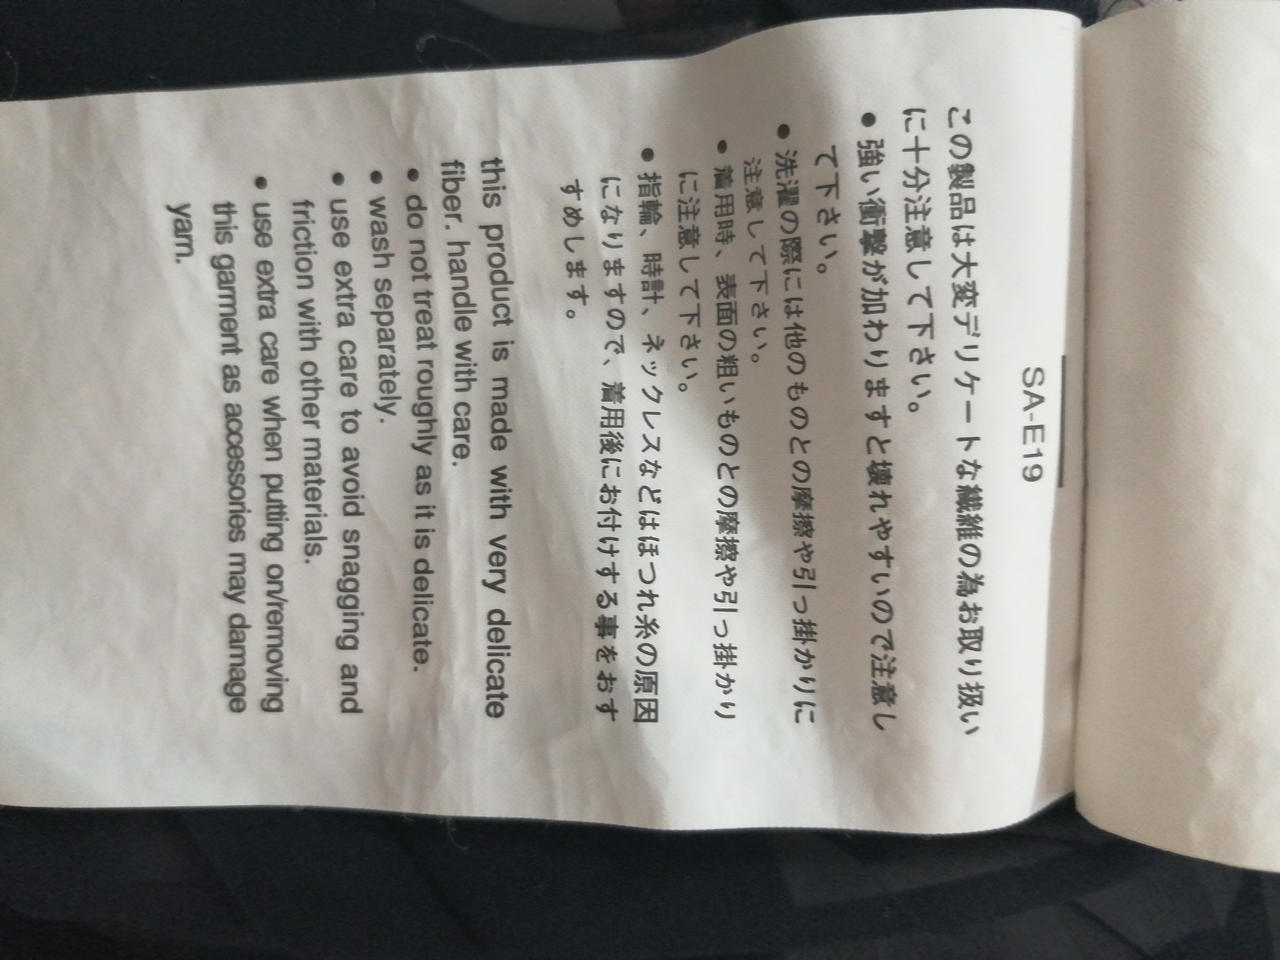 SA-E19
この製品は大変デリケートな繊維の為お取り扱い
に十分注意して下さい。
● 強い衝撃が加わりますと壊れやすいので注意し
て下さい。
● 洗濯の際には他のものとの摩擦や引っ掛かりに
注意して下さい。
● 着用時、表面の粗いものとの摩擦や引っ掛かり
に注意して下さい。
● 指輪、時計、ネックレスなどはほつれ糸の原因
になりますので、着用後にお付けする事をおす
すめします。
this product is made with very delicate
fiber. handle with care.
● do not treat roughly as it is delicate.
● wash separately.
● use extra care to avoid snagging and
friction with other materials.
● use extra care when putting on/removing
this garment as accessories may damage
yarn.